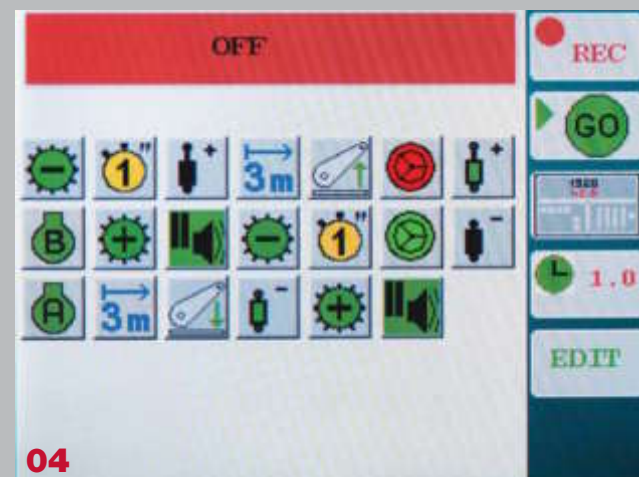 OFF
REC
GO
− 1" + 3m +
B + − 1" −
A 3m − +
1.0
EDIT
04